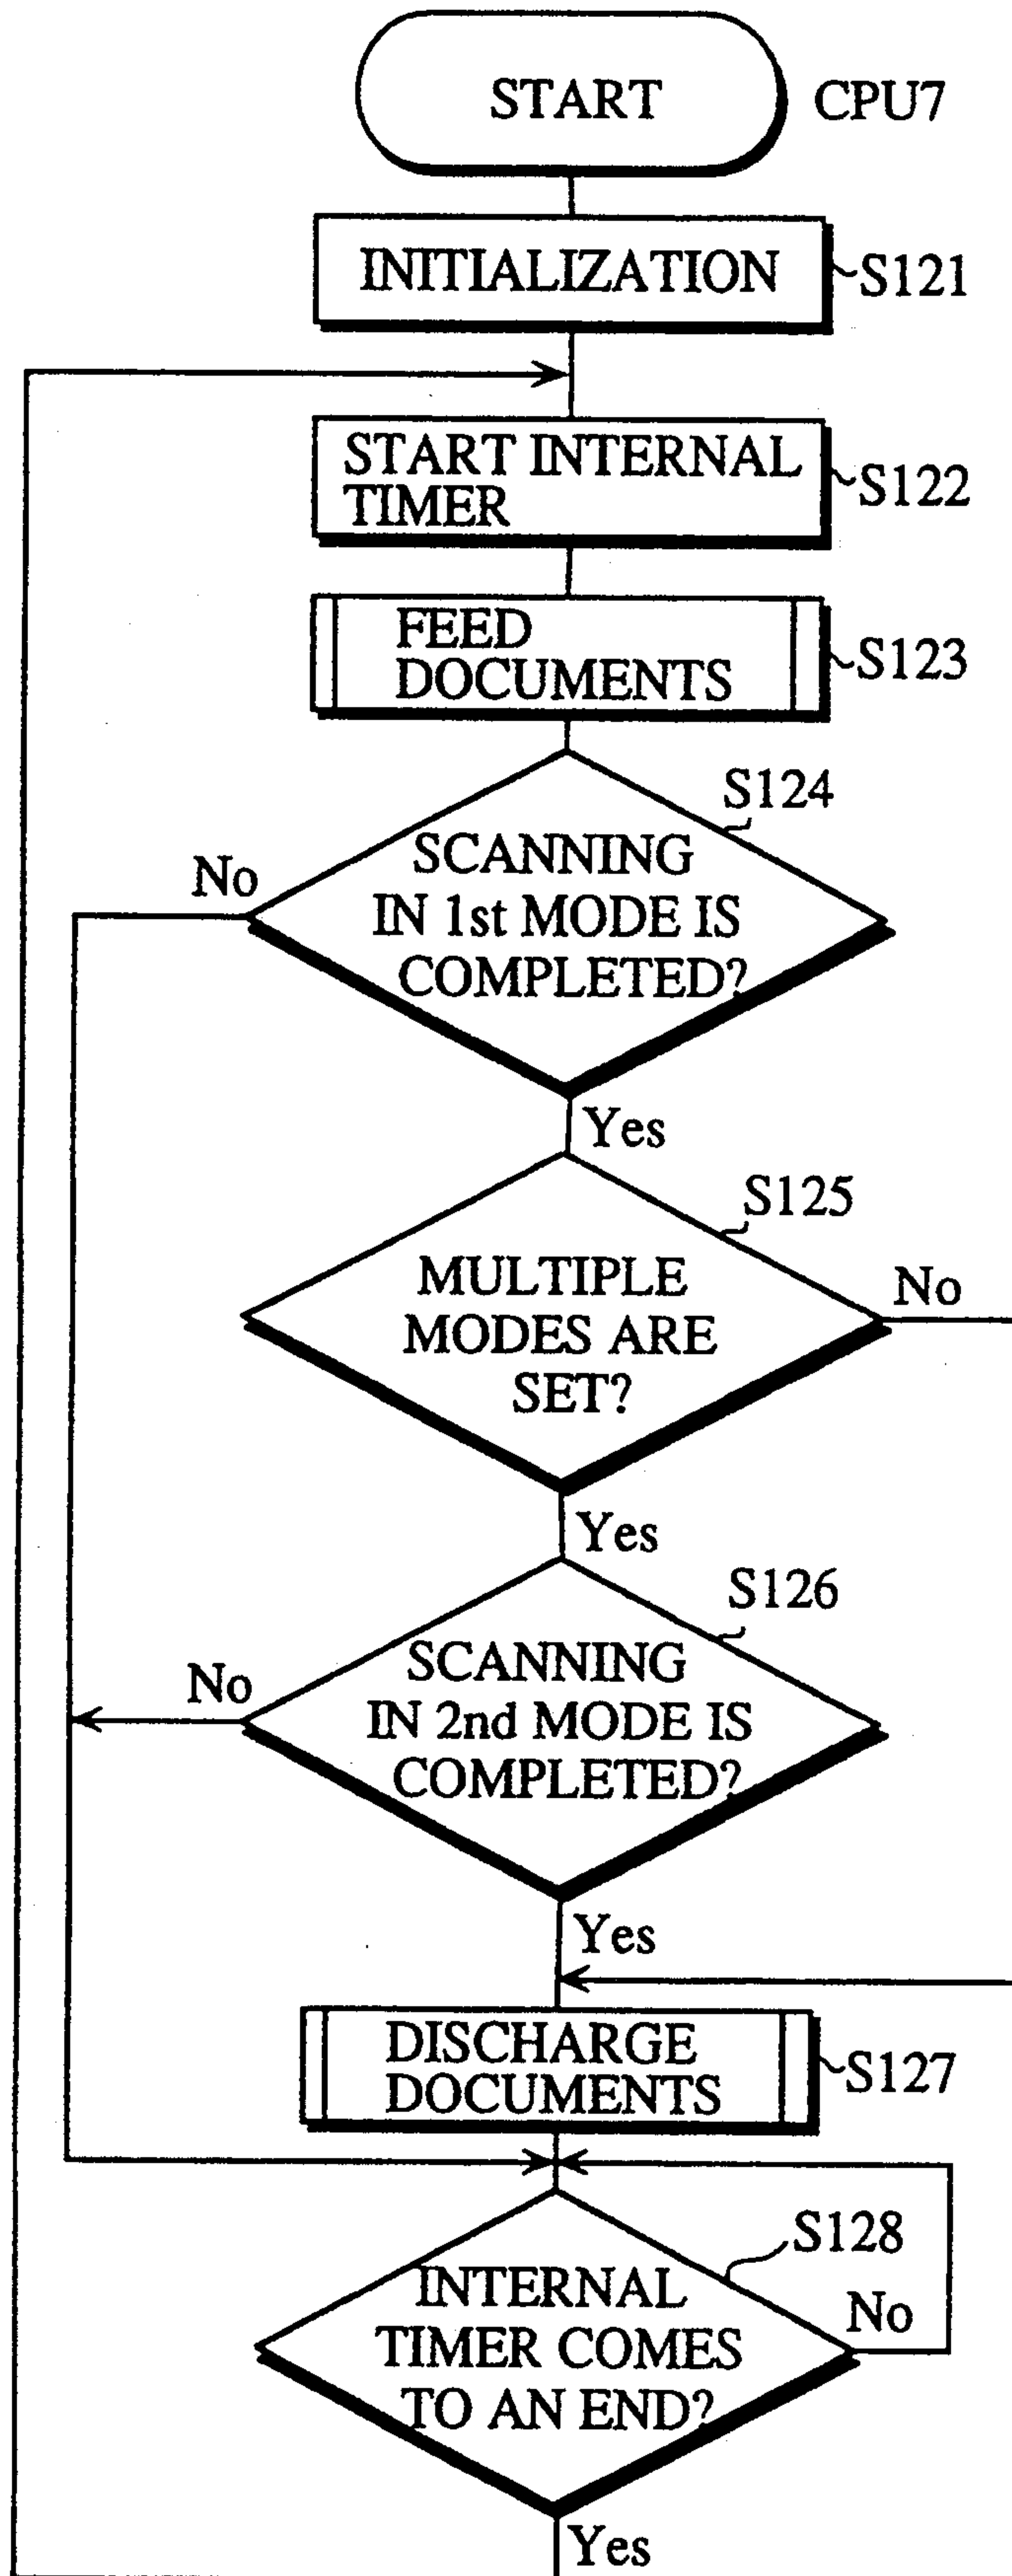 START
CPU7
INITIALIZATION
S121
START INTERNAL
TIMER
S122
FEED
DOCUMENTS
S123
S124
SCANNING
IN 1st MODE IS
COMPLETED?
No
Yes
S125
MULTIPLE
MODES ARE
SET?
No
Yes
S126
SCANNING
IN 2nd MODE IS
COMPLETED?
No
Yes
DISCHARGE
DOCUMENTS
S127
S128
INTERNAL
TIMER COMES
TO AN END?
No
Yes